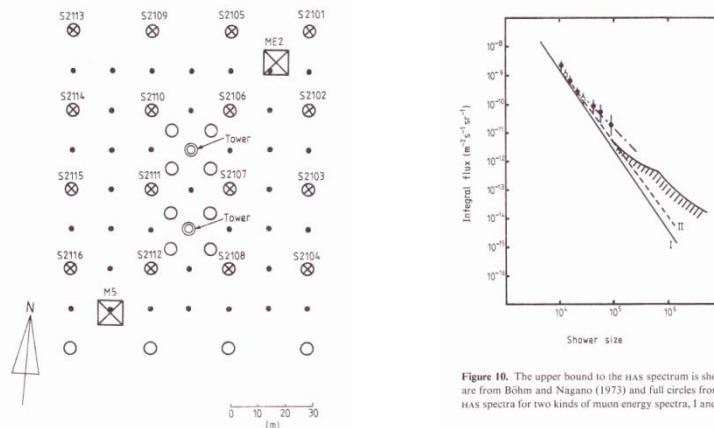 S2113 S2109 S2105 S2101
ME2
S2114 S2110 S2106 S2102
Tower
S2115 S2111 S2107 S2103
Tower
S2116 S2112 S2108 S2104
M5
N
0 10 20 30
(m)
Integral flux (m⁻² s⁻¹ sr⁻¹)
10⁻⁸
10⁻⁹
10⁻¹⁰
10⁻¹¹
10⁻¹²
10⁻¹³
10⁻¹⁴
10⁻¹⁵
10⁻¹⁶
II
I
10⁴ 10⁵ 10⁶
Shower size
Figure 10. The upper bound to the HAS spectrum is sho
are from Böhm and Nagano (1973) and full circles from
HAS spectra for two kinds of muon energy spectra, I and